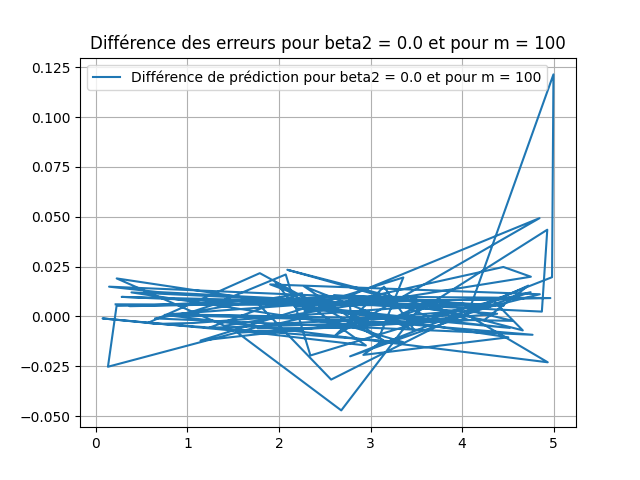 Différence des erreurs pour beta2 = 0.0 et pour m = 100
Différence de prédiction pour beta2 = 0.0 et pour m = 100
0.125
0.100
0.075
0.050
0.025
0.000
−0.025
−0.050
0 1 2 3 4 5